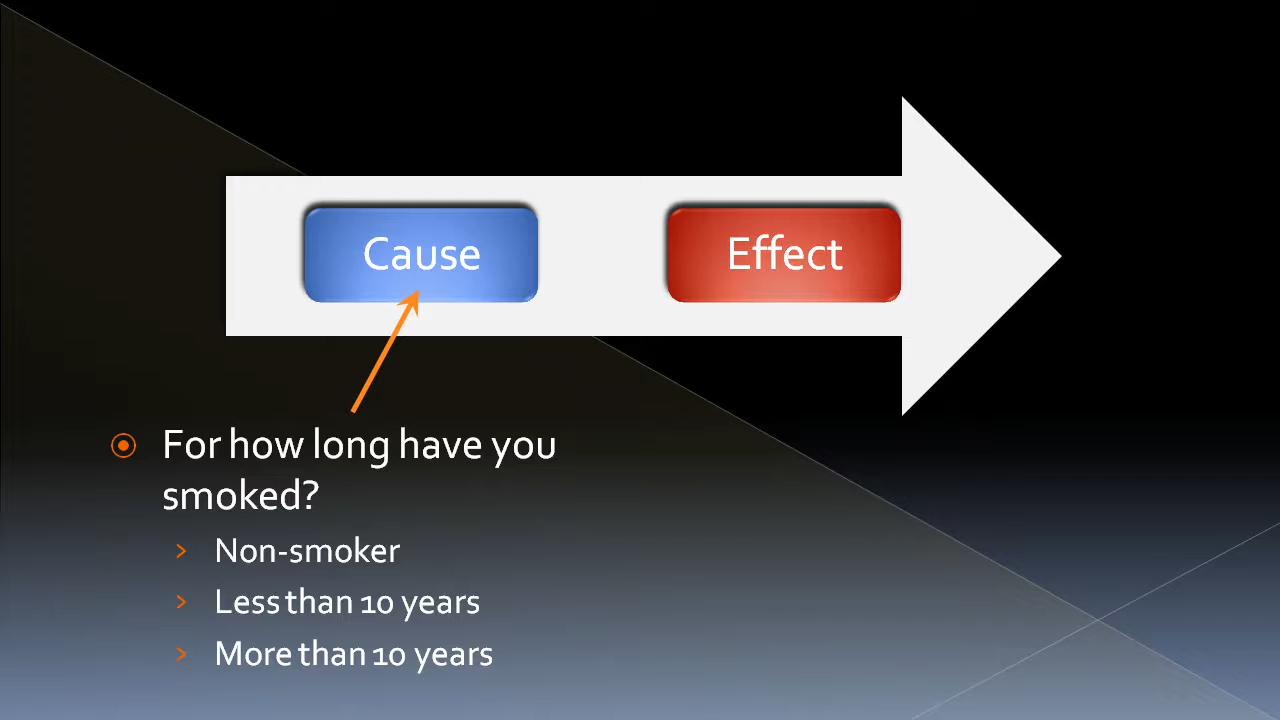 Cause
Effect
For how long have you
smoked?
Non-smoker
Less than 10 years
More than 10 years